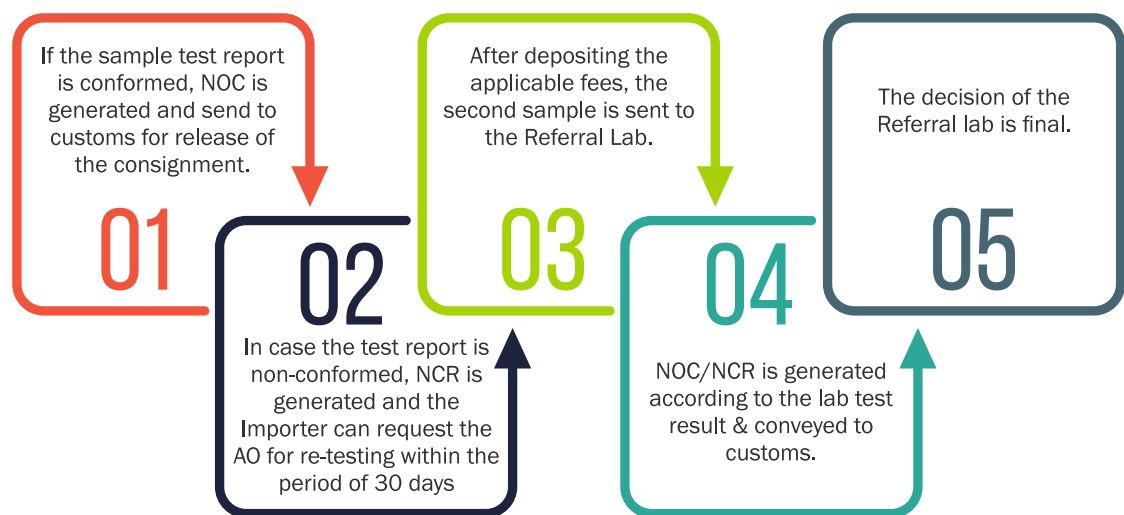 If the sample test report
is conformed, NOC is
generated and send to
customs for release of
the consignment.
01
02
In case the test report is
non-conformed, NCR is
generated and the
Importer can request the
AO for re-testing within the
period of 30 days
After depositing the
applicable fees, the
second sample is sent to
the Referral Lab.
03
04
NOC/NCR is generated
according to the lab test
result & conveyed to
customs.
The decision of the
Referral lab is final.
05